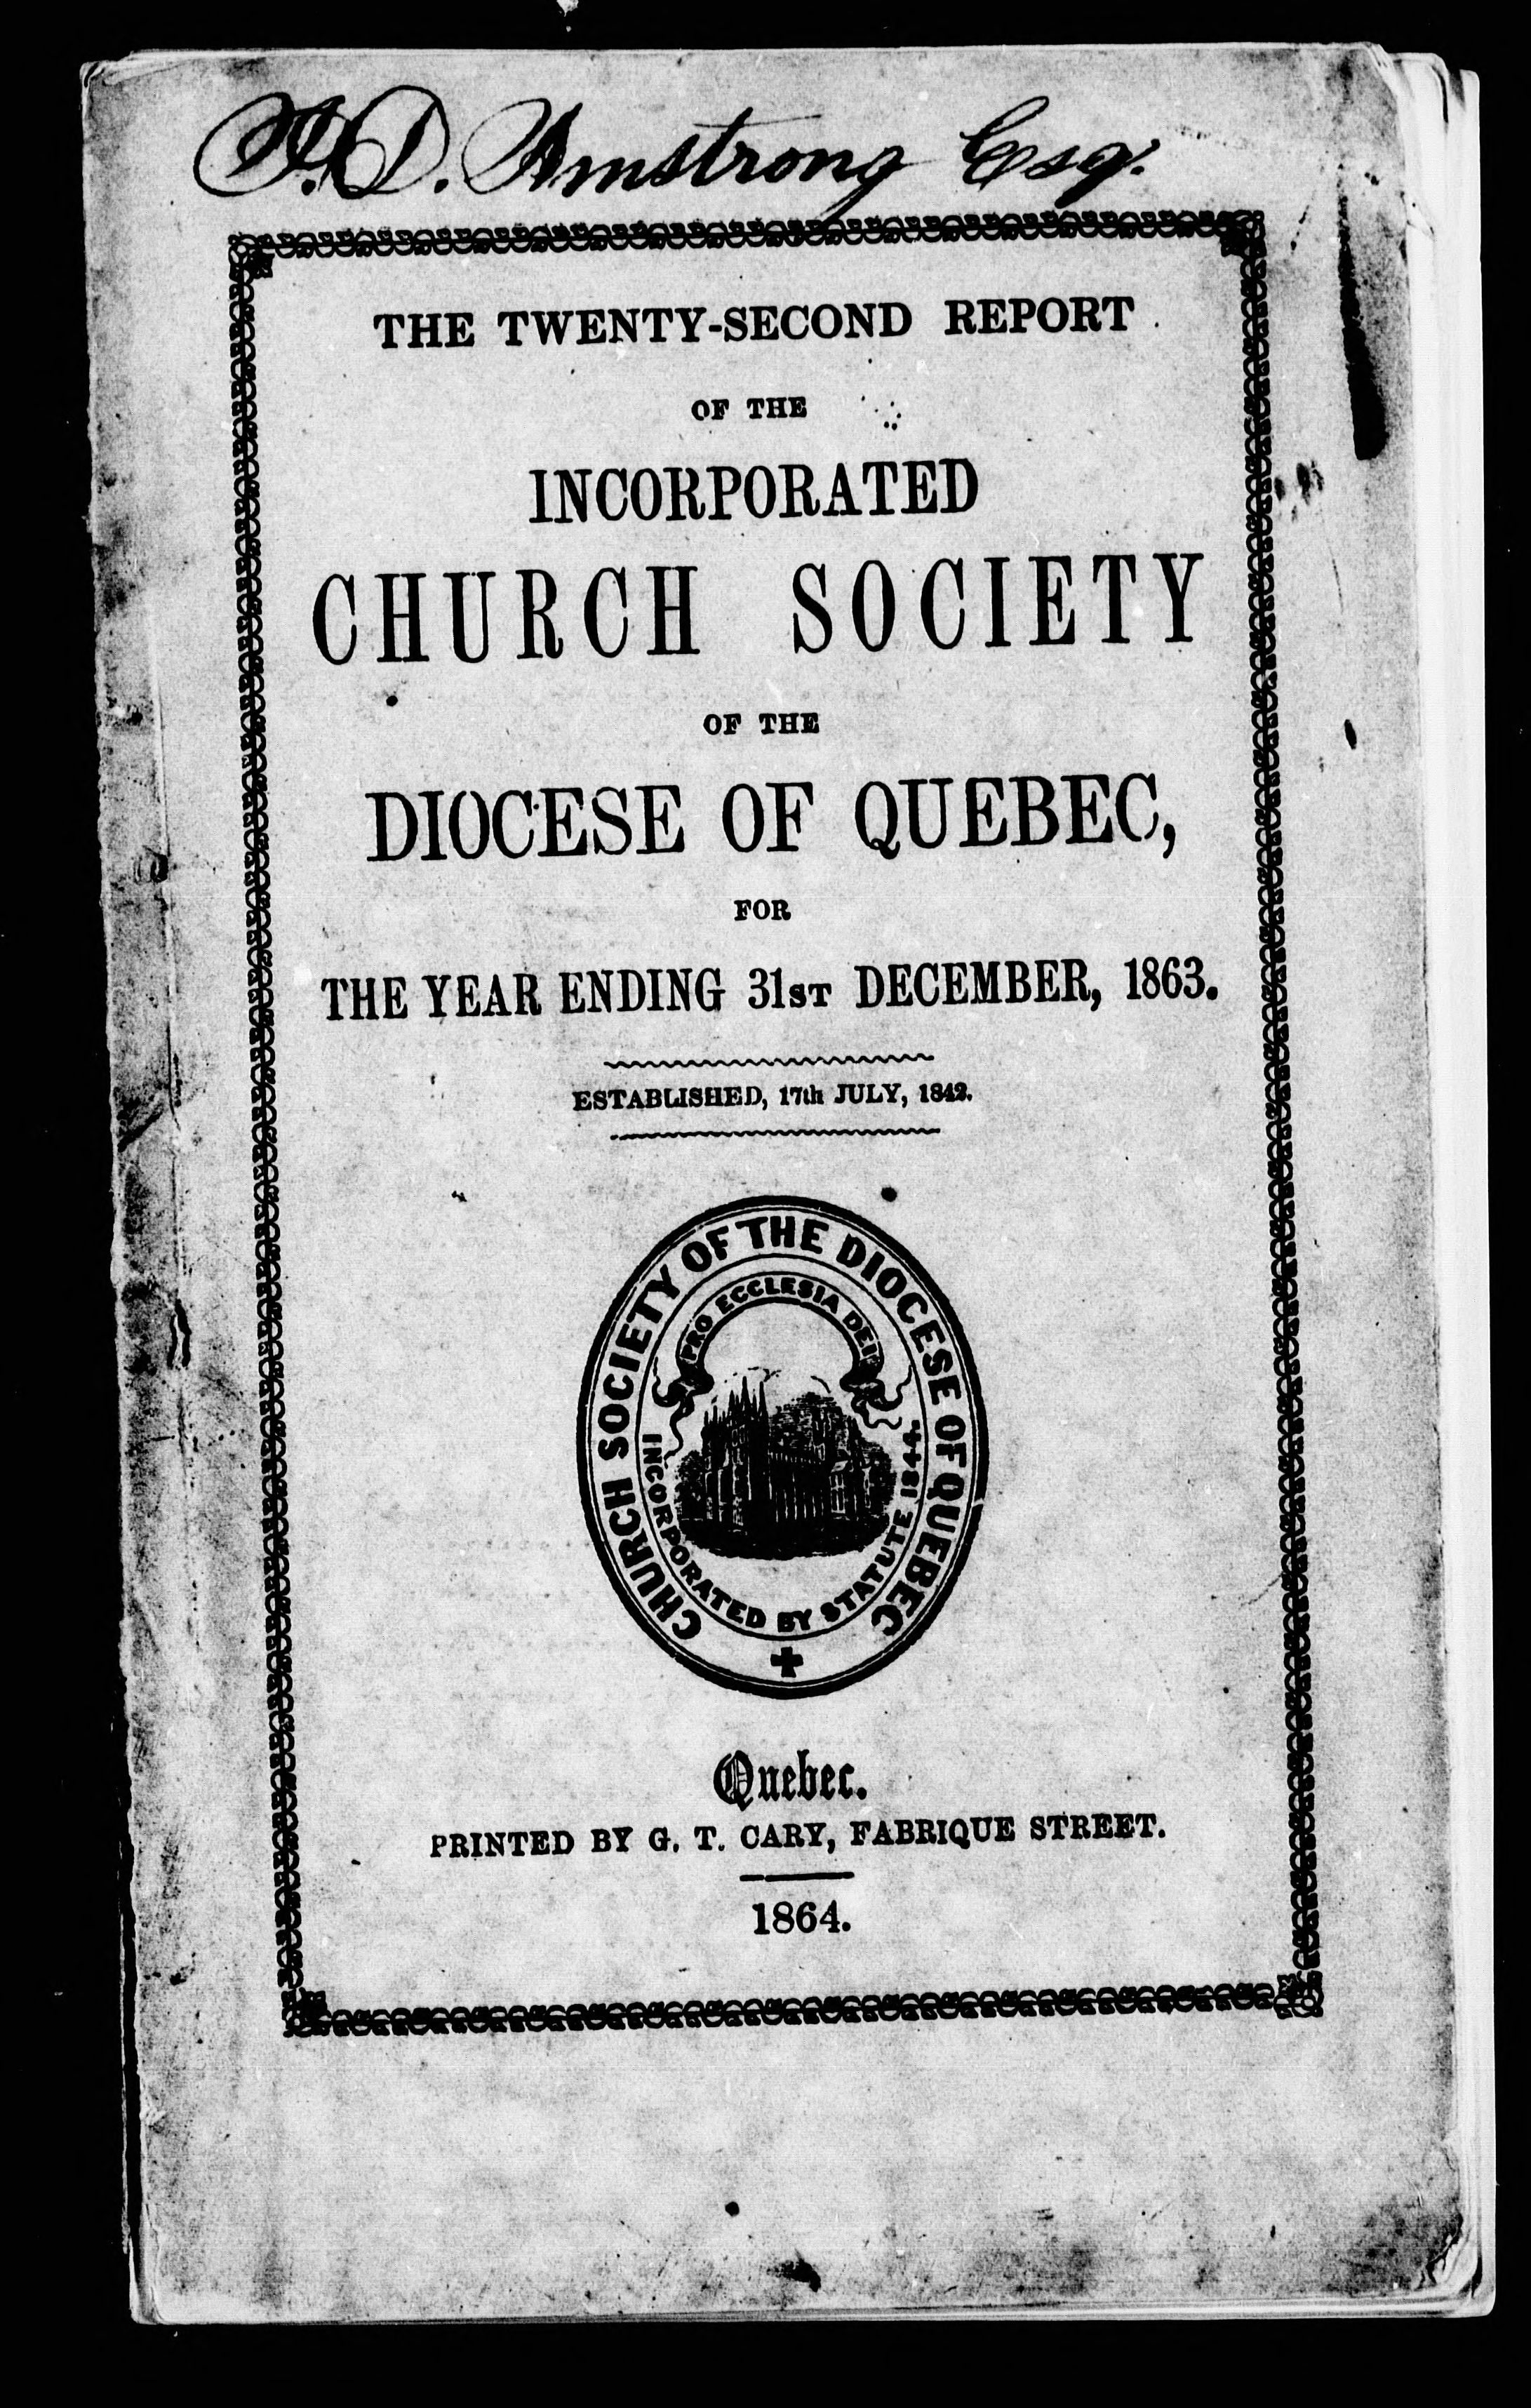 D. Armstrong Esq.
THE TWENTY-SECOND REPORT
OF THE
INCORPORATED
CHURCH SOCIETY
OF THE
DIOCESE OF QUEBEC,
FOR
THE YEAR ENDING 31ST DECEMBER, 1863.
ESTABLISHED, 17th JULY, 1842.
CHURCH SOCIETY OF THE DIOCESE OF QUEBEC
PRO ECCLESIA DEI
INCORPORATED BY STATUTE 1844.
Quebec.
PRINTED BY G. T. CARY, FABRIQUE STREET.
1864.